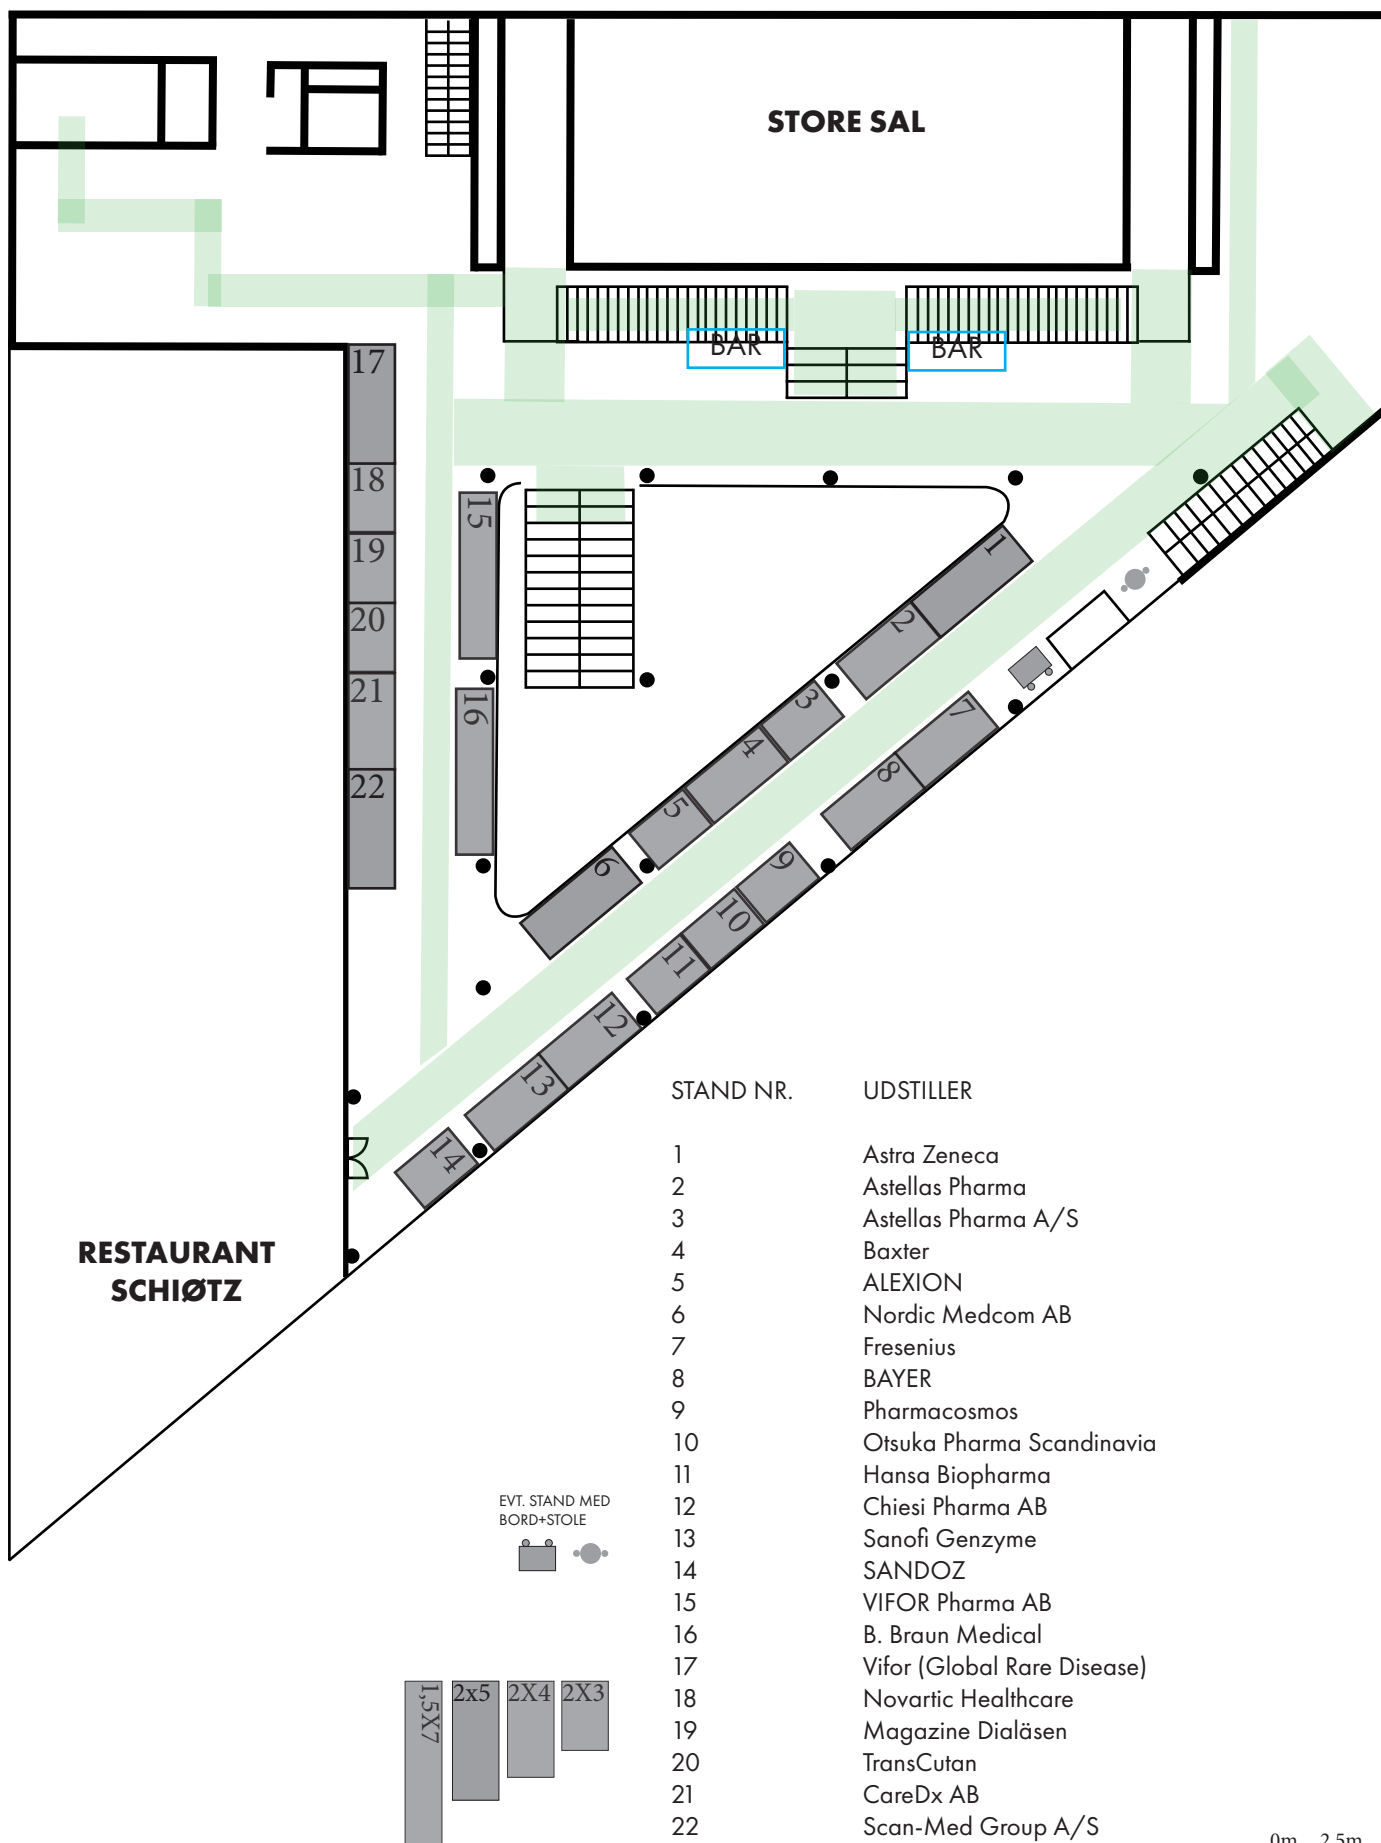 STORE SAL
BAR
BAR
17
18
19
20
21
22
15
16
1
2
3
4
5
6
7
8
9
10
11
12
13
14
RESTAURANT
SCHIØTZ
STAND NR. UDSTILLER
1 Astra Zeneca
2 Astellas Pharma
3 Astellas Pharma A/S
4 Baxter
5 ALEXION
6 Nordic Medcom AB
7 Fresenius
8 BAYER
9 Pharmacosmos
10 Otsuka Pharma Scandinavia
11 Hansa Biopharma
12 Chiesi Pharma AB
13 Sanofi Genzyme
14 SANDOZ
15 VIFOR Pharma AB
16 B. Braun Medical
17 Vifor (Global Rare Disease)
18 Novartic Healthcare
19 Magazine Dialäsen
20 TransCutan
21 CareDx AB
22 Scan-Med Group A/S
EVT. STAND MED
BORD+STOLE
1,5X7
2x5
2X4
2X3
0m 2,5m